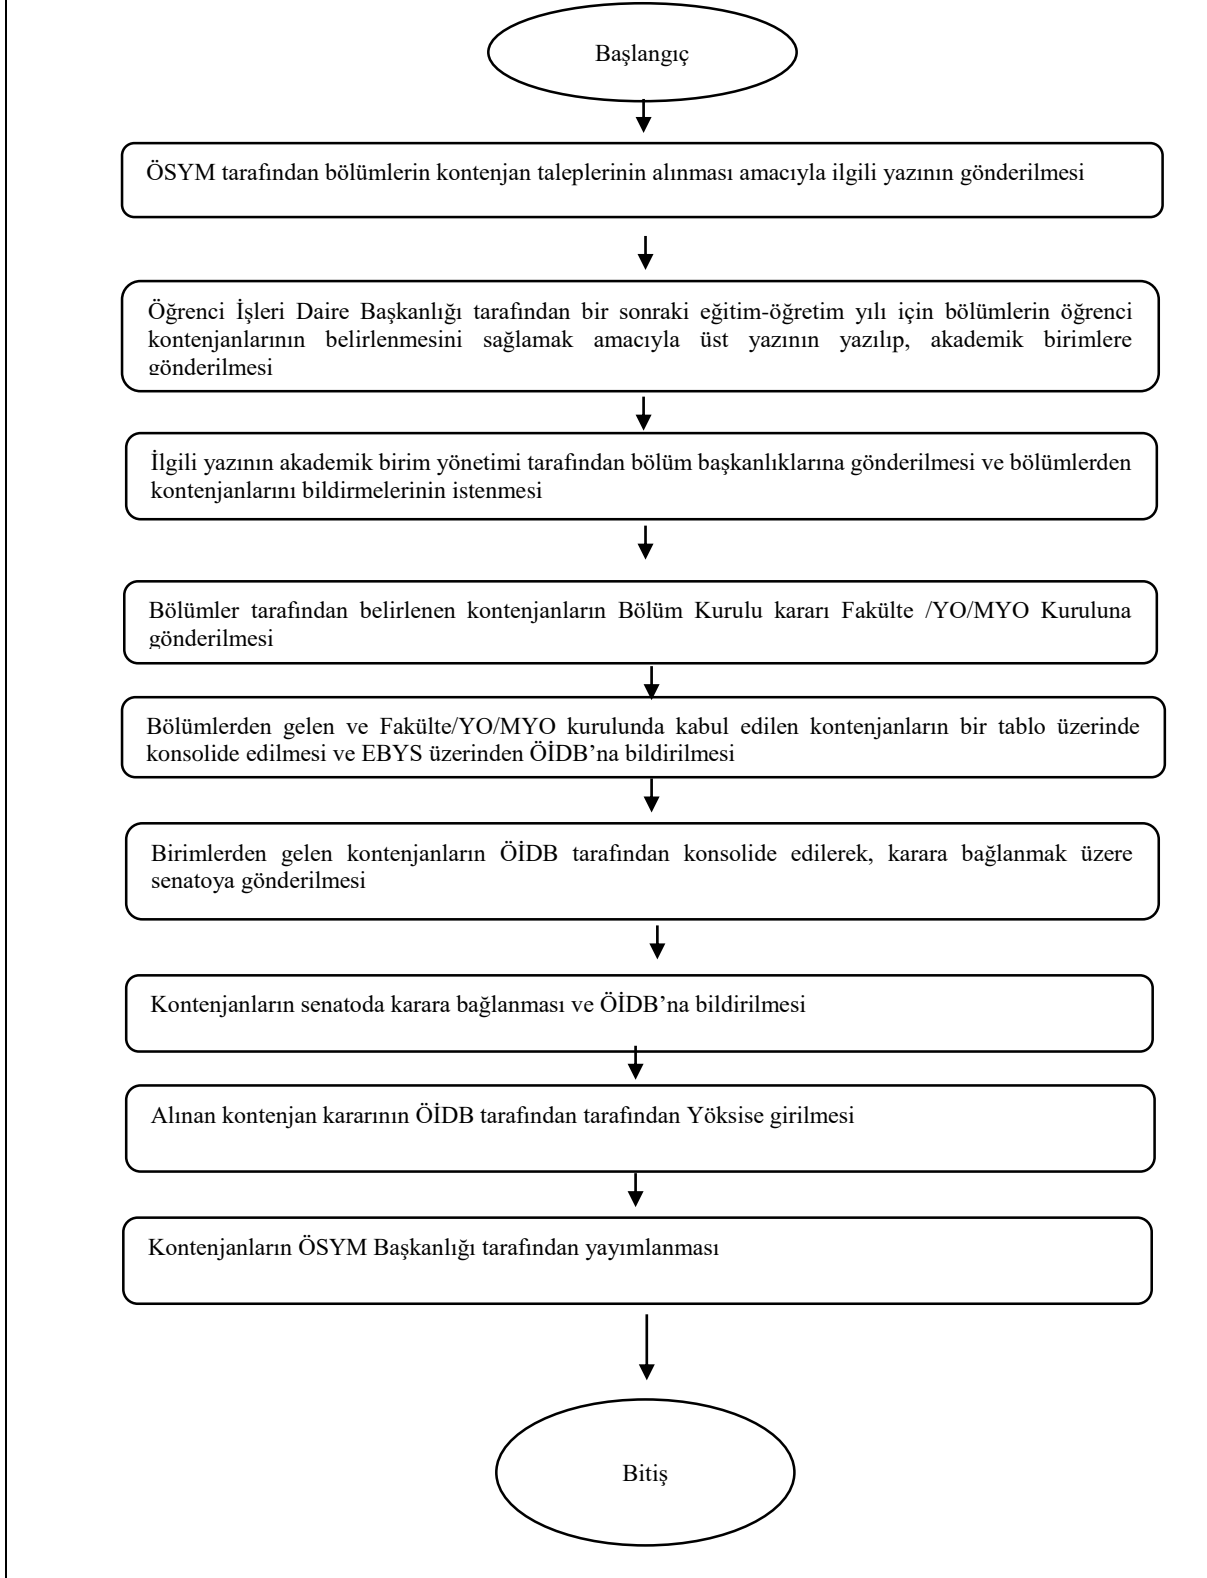 Başlangıç
ÖSYM tarafından bölümlerin kontenjan taleplerinin alınması amacıyla ilgili yazının gönderilmesi
Öğrenci İşleri Daire Başkanlığı tarafından bir sonraki eğitim-öğretim yılı için bölümlerin öğrenci
kontenjanlarının belirlenmesini sağlamak amacıyla üst yazının yazılıp, akademik birimlere
gönderilmesi
İlgili yazının akademik birim yönetimi tarafından bölüm başkanlıklarına gönderilmesi ve bölümlerden
kontenjanlarını bildirmelerinin istenmesi
Bölümler tarafından belirlenen kontenjanların Bölüm Kurulu kararı Fakülte /YO/MYO Kuruluna
gönderilmesi
Bölümlerden gelen ve Fakülte/YO/MYO kurulunda kabul edilen kontenjanların bir tablo üzerinde
konsolide edilmesi ve EBYS üzerinden ÖİDB’na bildirilmesi
Birimlerden gelen kontenjanların ÖİDB tarafından konsolide edilerek, karara bağlanmak üzere
senatoya gönderilmesi
Kontenjanların senatoda karara bağlanması ve ÖİDB’na bildirilmesi
Alınan kontenjan kararının ÖİDB tarafından tarafından Yöksise girilmesi
Kontenjanların ÖSYM Başkanlığı tarafından yayımlanması
Bitiş